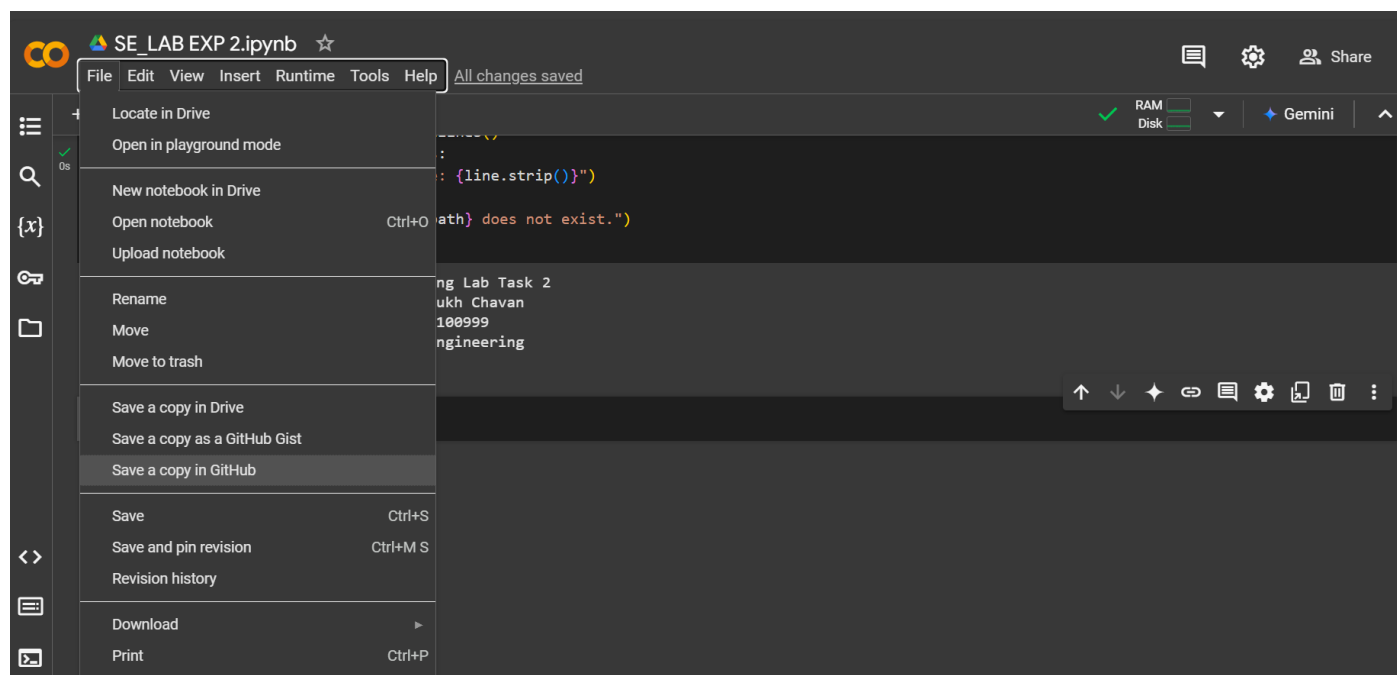 SE_LAB EXP 2.ipynb
File Edit View Insert Runtime Tools Help All changes saved
Share
Locate in Drive
Open in playground mode
New notebook in Drive
Open notebook Ctrl+O
Upload notebook
Rename
Move
Move to trash
Save a copy in Drive
Save a copy as a GitHub Gist
Save a copy in GitHub
Save Ctrl+S
Save and pin revision Ctrl+M S
Revision history
Download
Print Ctrl+P
RAM
Disk
Gemini
{x}
0s
:
: {line.strip()}")
ath} does not exist.")
ng Lab Task 2
ukh Chavan
100999
ngineering